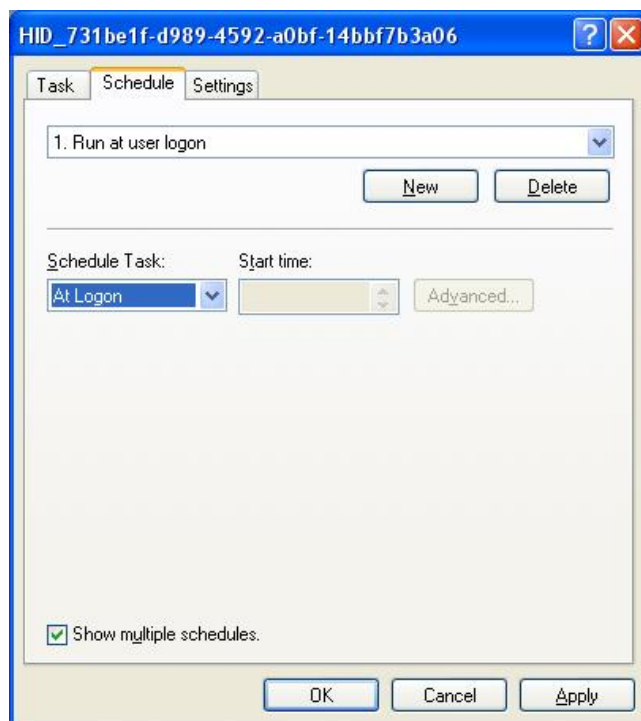 HID_731be1f-d989-4592-a0bf-14bbf7b3a06
Task Schedule Settings
1. Run at user logon
New Delete
Schedule Task: Start time:
At Logon Advanced...
Show multiple schedules.
OK Cancel Apply